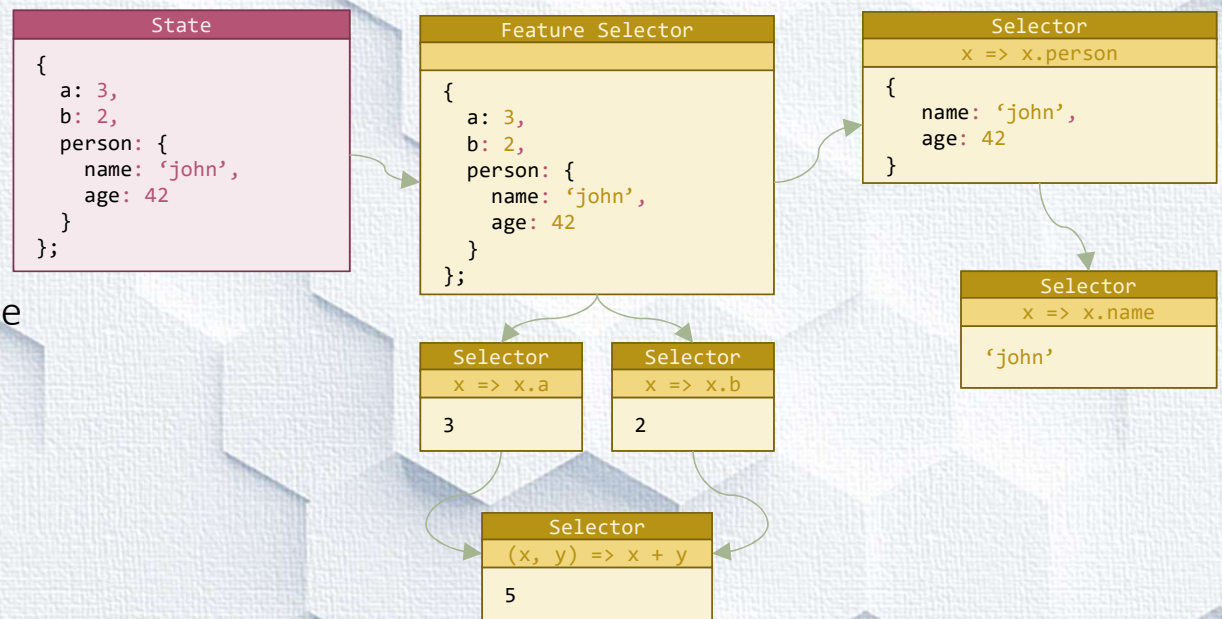 State
{
a: 3,
b: 2,
person: {
name: ‘john’,
age: 42
}
};
Feature Selector
{
a: 3,
b: 2,
person: {
name: ‘john’,
age: 42
}
};
Selector
x => x.person
{
name: ‘john’,
age: 42
}
Selector
x => x.name
‘john’
e
Selector
x => x.a
3
Selector
x => x.b
2
Selector
(x, y) => x + y
5